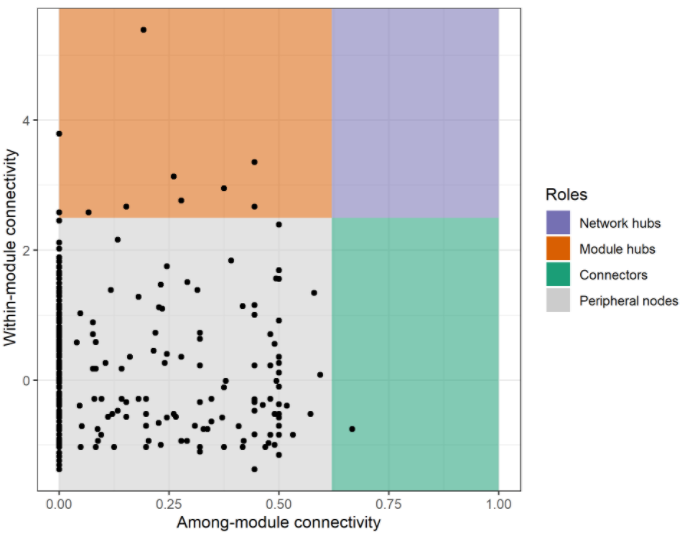 4
2
0
Within-module connectivity
0.00 0.25 0.50 0.75 1.00
Among-module connectivity
Roles
Network hubs
Module hubs
Connectors
Peripheral nodes